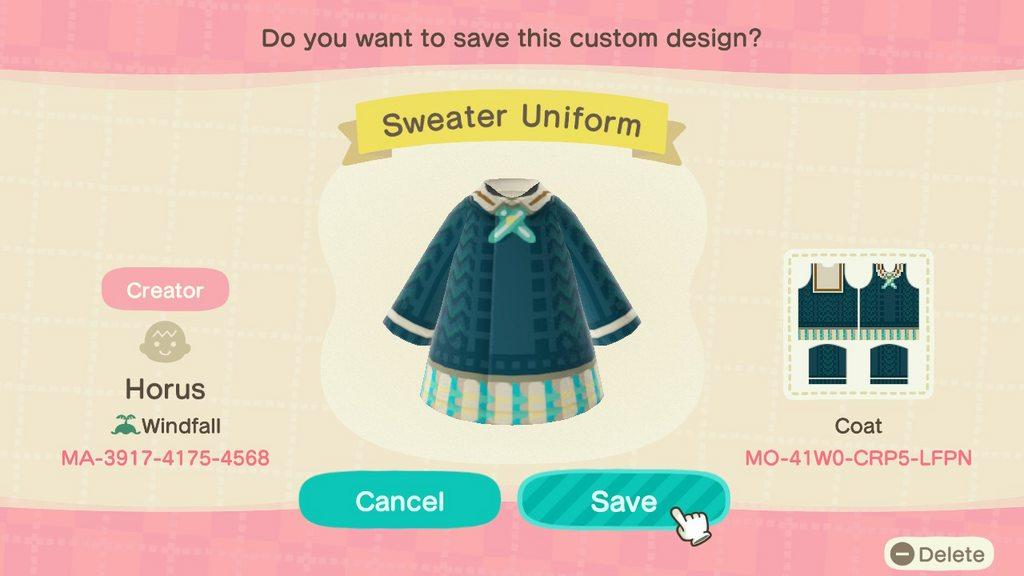 Do you want to save this custom design?
Sweater Uniform
Creator
Horus
Windfall
MA-3917-4175-4568
Coat
MO-41W0-CRP5-LFPN
Cancel
Save
Delete